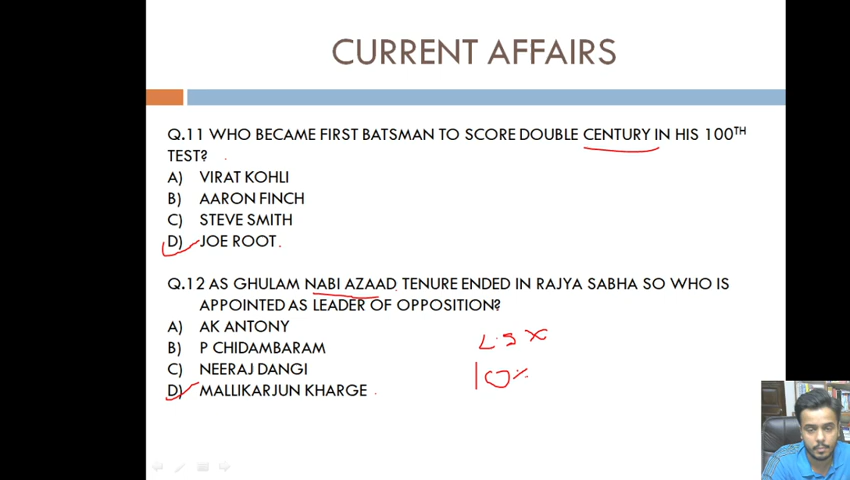 CURRENT AFFAIRS
Q.11 WHO BECAME FIRST BATSMAN TO SCORE DOUBLE CENTURY IN HIS 100TH
TEST?
A) VIRAT KOHLI
B) AARON FINCH
C) STEVE SMITH
D) JOE ROOT.
Q.12 AS GHULAM NABI AZAAD TENURE ENDED IN RAJYA SABHA SO WHO IS
APPOINTED AS LEADER OF OPPOSITION?
A) AK ANTONY
B) P CHIDAMBARAM
L.S X
C) NEERAJ DANGI
10%
D) MALLIKARJUN KHARGE